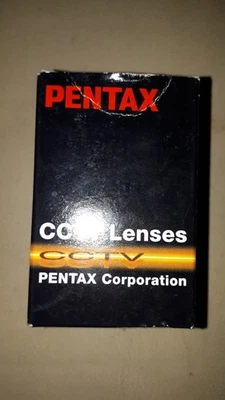 PENTAX
CCTV Lenses
CCTV
PENTAX Corporation